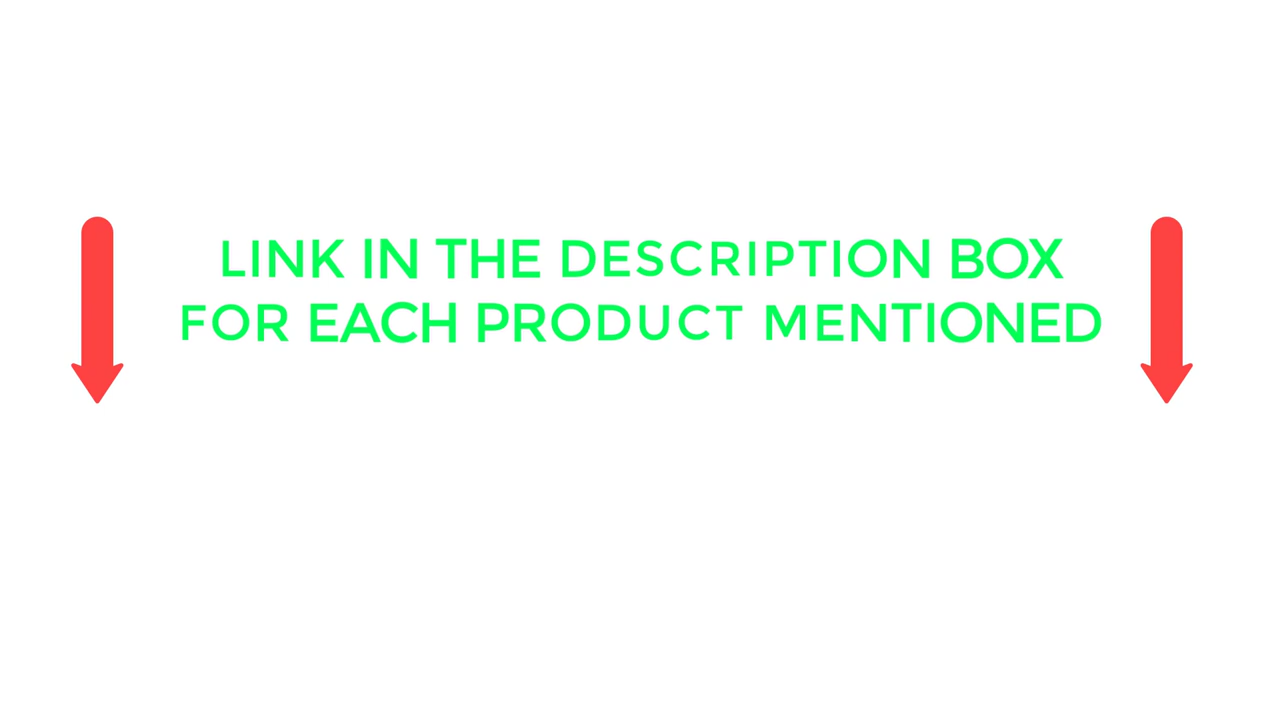 LINK IN THE DESCRIPTION BOX
FOR EACH PRODUCT MENTIONED